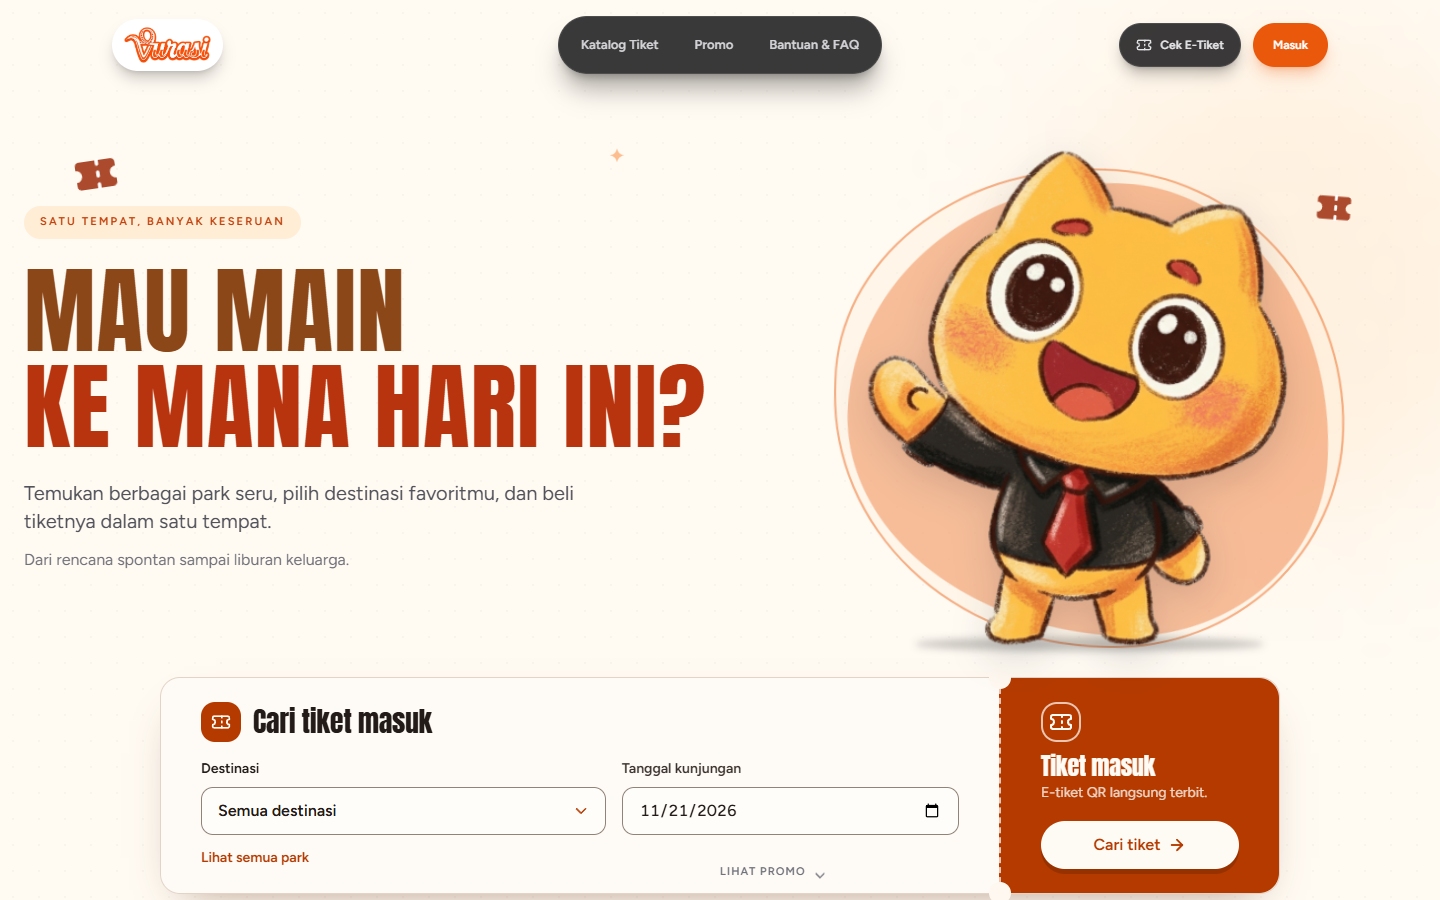 Vurasi
Katalog Tiket
Promo
Bantuan & FAQ
Cek E-Tiket
Masuk
SATU TEMPAT, BANYAK KESERUAN
MAU MAIN
KE MANA HARI INI?
Temukan berbagai park seru, pilih destinasi favoritmu, dan beli
tiketnya dalam satu tempat.
Dari rencana spontan sampai liburan keluarga.
Cari tiket masuk
Destinasi
Semua destinasi
Lihat semua park
Tanggal kunjungan
11/21/2026
LIHAT PROMO
Tiket masuk
E-tiket QR langsung terbit.
Cari tiket